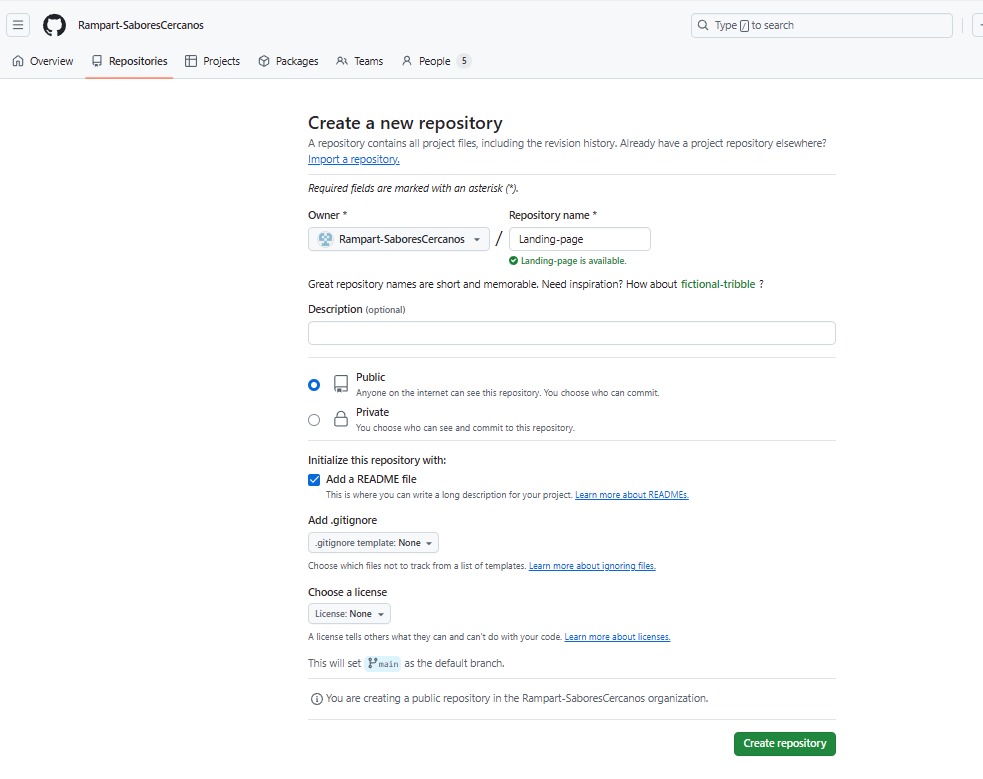 Rampart-SaboresCercanos
Type / to search
Overview Repositories Projects Packages Teams People 5
Create a new repository
A repository contains all project files, including the revision history. Already have a project repository elsewhere?
Import a repository.
Required fields are marked with an asterisk (*).
Owner * Repository name *
Rampart-SaboresCercanos / Landing-page
Landing-page is available.
Great repository names are short and memorable. Need inspiration? How about fictional-tribble ?
Description (optional)
Public
Anyone on the internet can see this repository. You choose who can commit.
Private
You choose who can see and commit to this repository.
Initialize this repository with:
Add a README file
This is where you can write a long description for your project. Learn more about READMEs.
Add .gitignore
.gitignore template: None
Choose which files not to track from a list of templates. Learn more about ignoring files.
Choose a license
License: None
A license tells others what they can and can't do with your code. Learn more about licenses.
This will set main as the default branch.
You are creating a public repository in the Rampart-SaboresCercanos organization.
Create repository